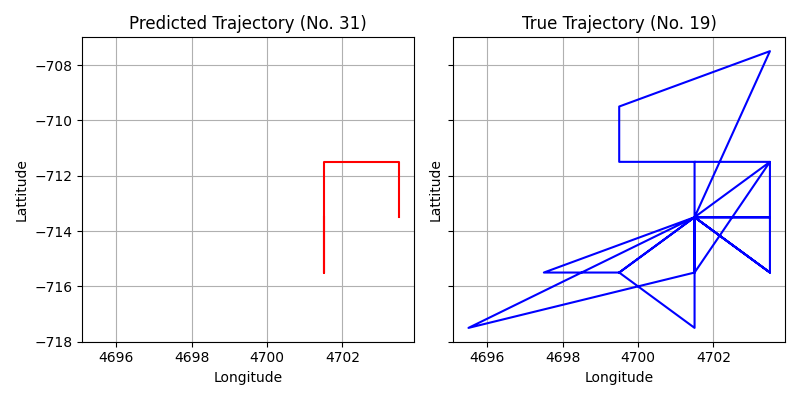 Predicted Trajectory (No. 31)
True Trajectory (No. 19)
−708
−710
−712
−714
−716
−718
Lattitude
Lattitude
4696
4698
4700
4702
4696
4698
4700
4702
Longitude
Longitude